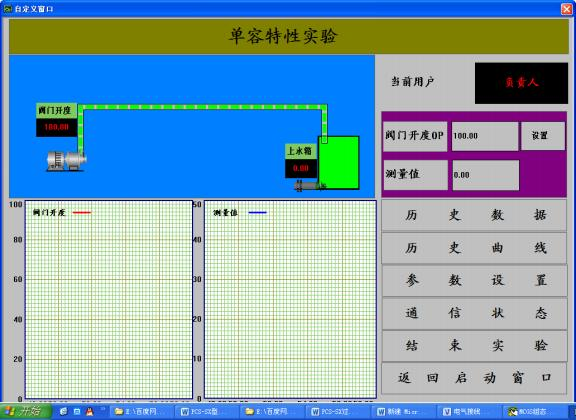 自定义窗口
单容特性实验
阀门开度
100.00
上水箱
0.00
当前用户
负责人
阀门开度OP
100.00
设置
测量值
0.00
100
80
60
40
20
0
阀门开度
50
40
30
20
10
0
测量值
历史数据
历史曲线
参数设置
通信状态
结束实验
返回启动窗口
开始
E:\百度网...
PCS-SX型...
E:\百度网...
PCS-SX过...
新建 Micr...
电气接线...
MCGS组态...